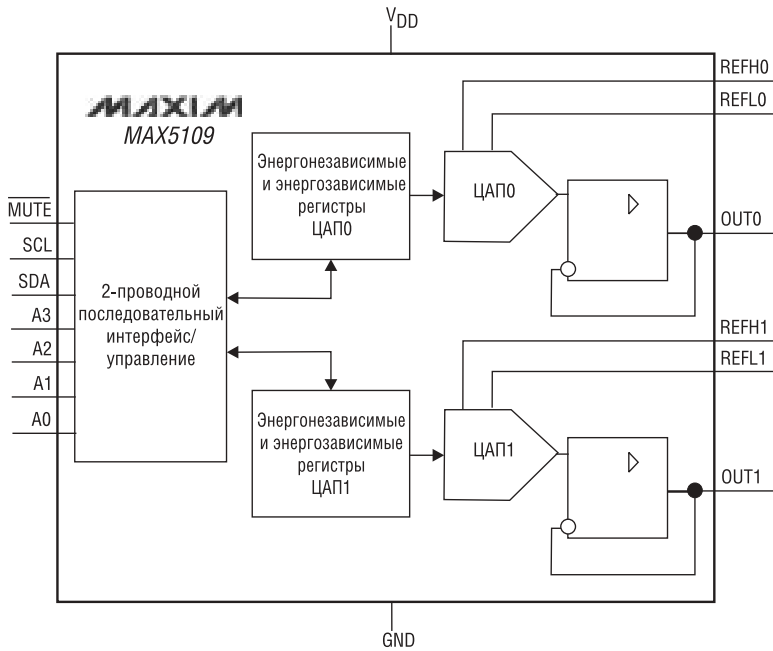 VDD
MAXIM
MAX5109
REFH0
REFL0
Энергонезависимые
и энергозависимые
регистры
ЦАП0
ЦАП0
OUT0
MUTE
SCL
SDA
A3
A2
A1
A0
2-проводной
последовательный
интерфейс/
управление
REFH1
REFL1
Энергонезависимые
и энергозависимые
регистры
ЦАП1
ЦАП1
OUT1
GND